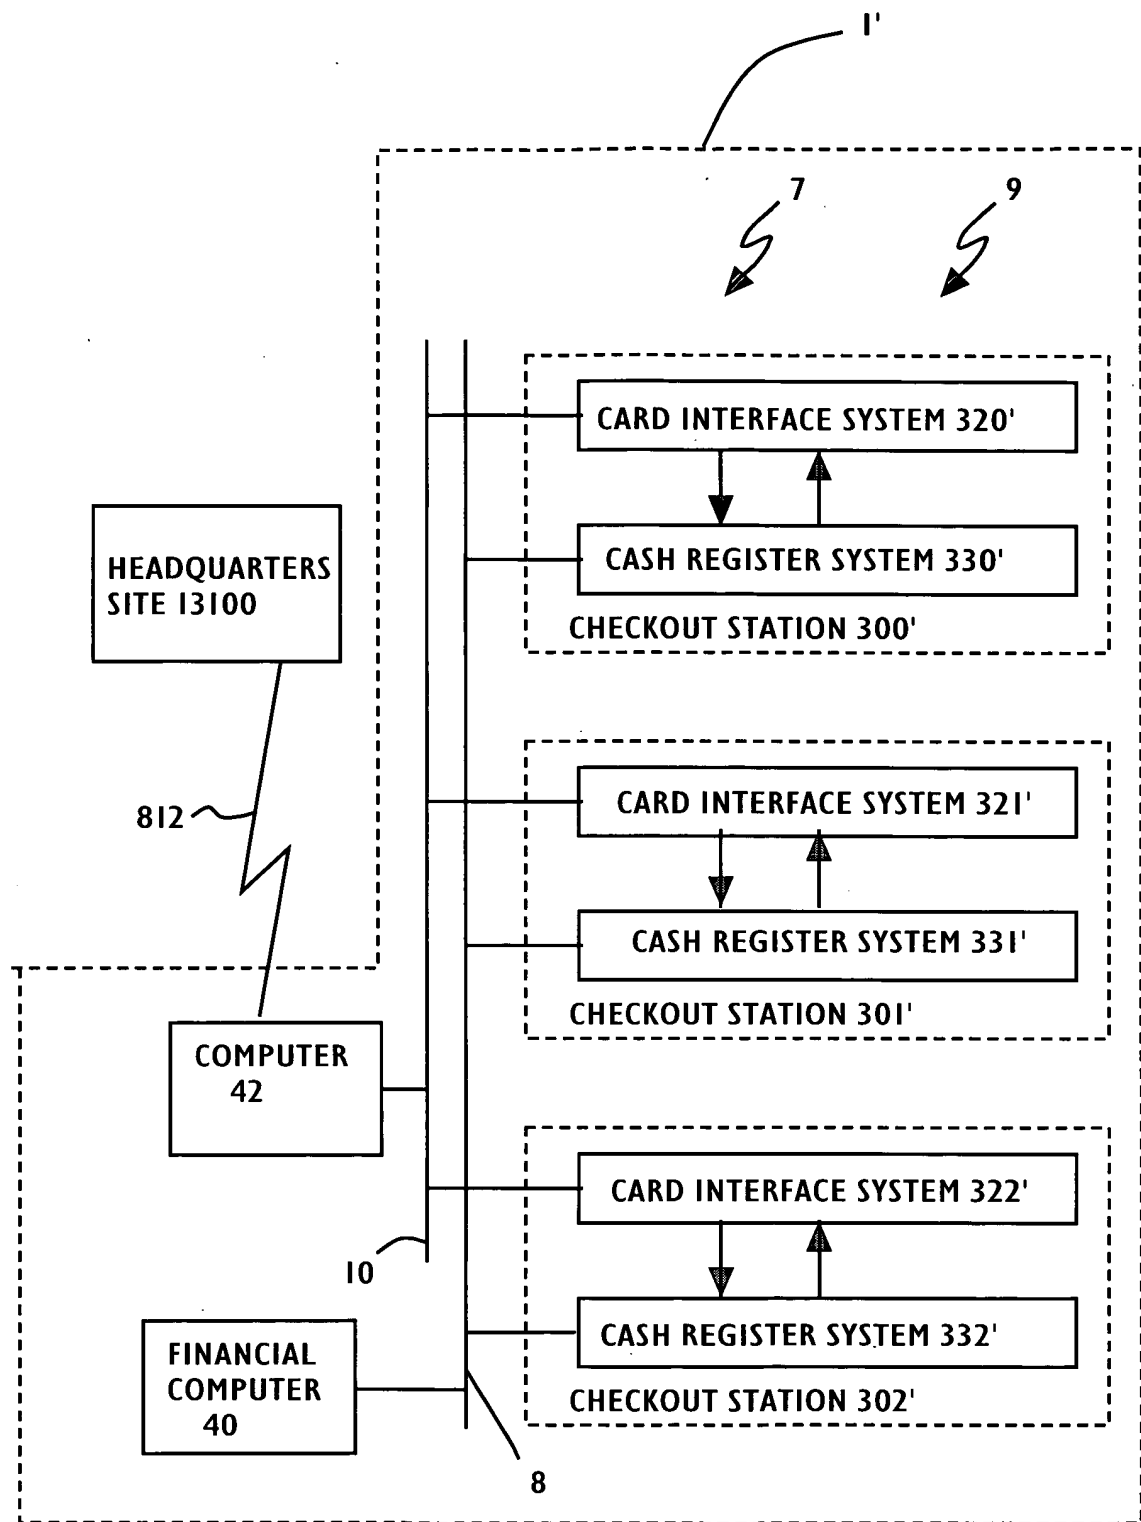 1'
7
9
CARD INTERFACE SYSTEM 320'
CASH REGISTER SYSTEM 330'
CHECKOUT STATION 300'
HEADQUARTERS
SITE 13100
812
CARD INTERFACE SYSTEM 321'
CASH REGISTER SYSTEM 331'
CHECKOUT STATION 301'
COMPUTER
42
CARD INTERFACE SYSTEM 322'
10
CASH REGISTER SYSTEM 332'
CHECKOUT STATION 302'
FINANCIAL
COMPUTER
40
8